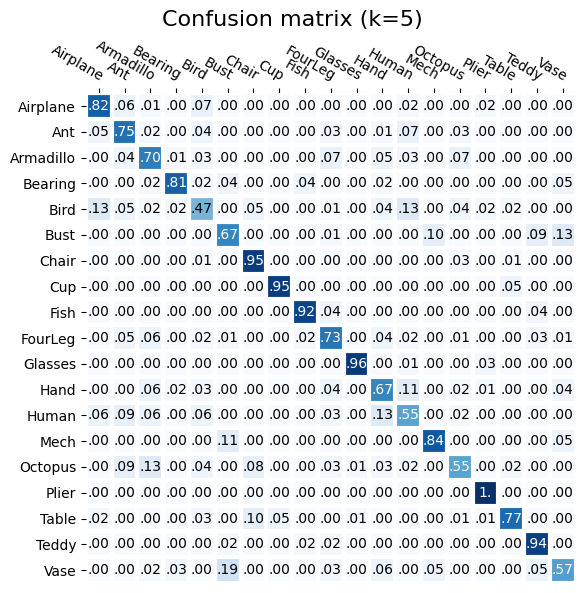 Confusion matrix (k=5)
Airplane Ant Armadillo Bearing Bird Bust Chair Cup Fish FourLeg Glasses Hand Human Mech Octopus Plier Table Teddy Vase
Airplane .82 .06 .01 .00 .07 .00 .00 .00 .00 .00 .00 .00 .02 .00 .00 .02 .00 .00 .00
Ant .05 .75 .02 .00 .04 .00 .00 .00 .00 .03 .00 .01 .07 .00 .03 .00 .00 .00 .00
Armadillo .00 .04 .70 .01 .03 .00 .00 .00 .00 .07 .00 .05 .03 .00 .07 .00 .00 .00 .00
Bearing .00 .00 .02 .81 .02 .04 .00 .00 .04 .00 .00 .02 .00 .00 .00 .00 .00 .00 .05
Bird .13 .05 .02 .02 .47 .00 .05 .00 .00 .01 .00 .04 .13 .00 .04 .02 .02 .00 .00
Bust .00 .00 .00 .00 .00 .67 .00 .00 .00 .01 .00 .00 .00 .10 .00 .00 .00 .09 .13
Chair .00 .00 .00 .00 .01 .00 .95 .00 .00 .00 .00 .00 .00 .00 .03 .00 .01 .00 .00
Cup .00 .00 .00 .00 .00 .00 .00 .95 .00 .00 .00 .00 .00 .00 .00 .00 .05 .00 .00
Fish .00 .00 .00 .00 .00 .00 .00 .00 .92 .04 .00 .00 .00 .00 .00 .00 .00 .04 .00
FourLeg .00 .05 .06 .00 .02 .01 .00 .00 .02 .73 .00 .04 .02 .00 .01 .00 .00 .03 .01
Glasses .00 .00 .00 .00 .00 .00 .00 .00 .00 .00 .96 .00 .01 .00 .00 .03 .00 .00 .00
Hand .00 .00 .06 .02 .03 .00 .00 .00 .00 .04 .00 .67 .11 .00 .02 .01 .00 .00 .04
Human .06 .09 .06 .00 .06 .00 .00 .00 .00 .03 .00 .13 .55 .00 .02 .00 .00 .00 .00
Mech .00 .00 .00 .00 .00 .11 .00 .00 .00 .00 .00 .00 .00 .84 .00 .00 .00 .00 .05
Octopus .00 .09 .13 .00 .04 .00 .08 .00 .00 .03 .01 .03 .02 .00 .55 .00 .02 .00 .00
Plier .00 .00 .00 .00 .00 .00 .00 .00 .00 .00 .00 .00 .00 .00 .00 1. .00 .00 .00
Table .02 .00 .00 .00 .03 .00 .10 .05 .00 .00 .01 .00 .00 .00 .01 .01 .77 .00 .00
Teddy .00 .00 .00 .00 .00 .02 .00 .00 .02 .02 .00 .00 .00 .00 .00 .00 .00 .94 .00
Vase .00 .00 .02 .03 .00 .19 .00 .00 .00 .03 .00 .06 .00 .05 .00 .00 .00 .05 .57